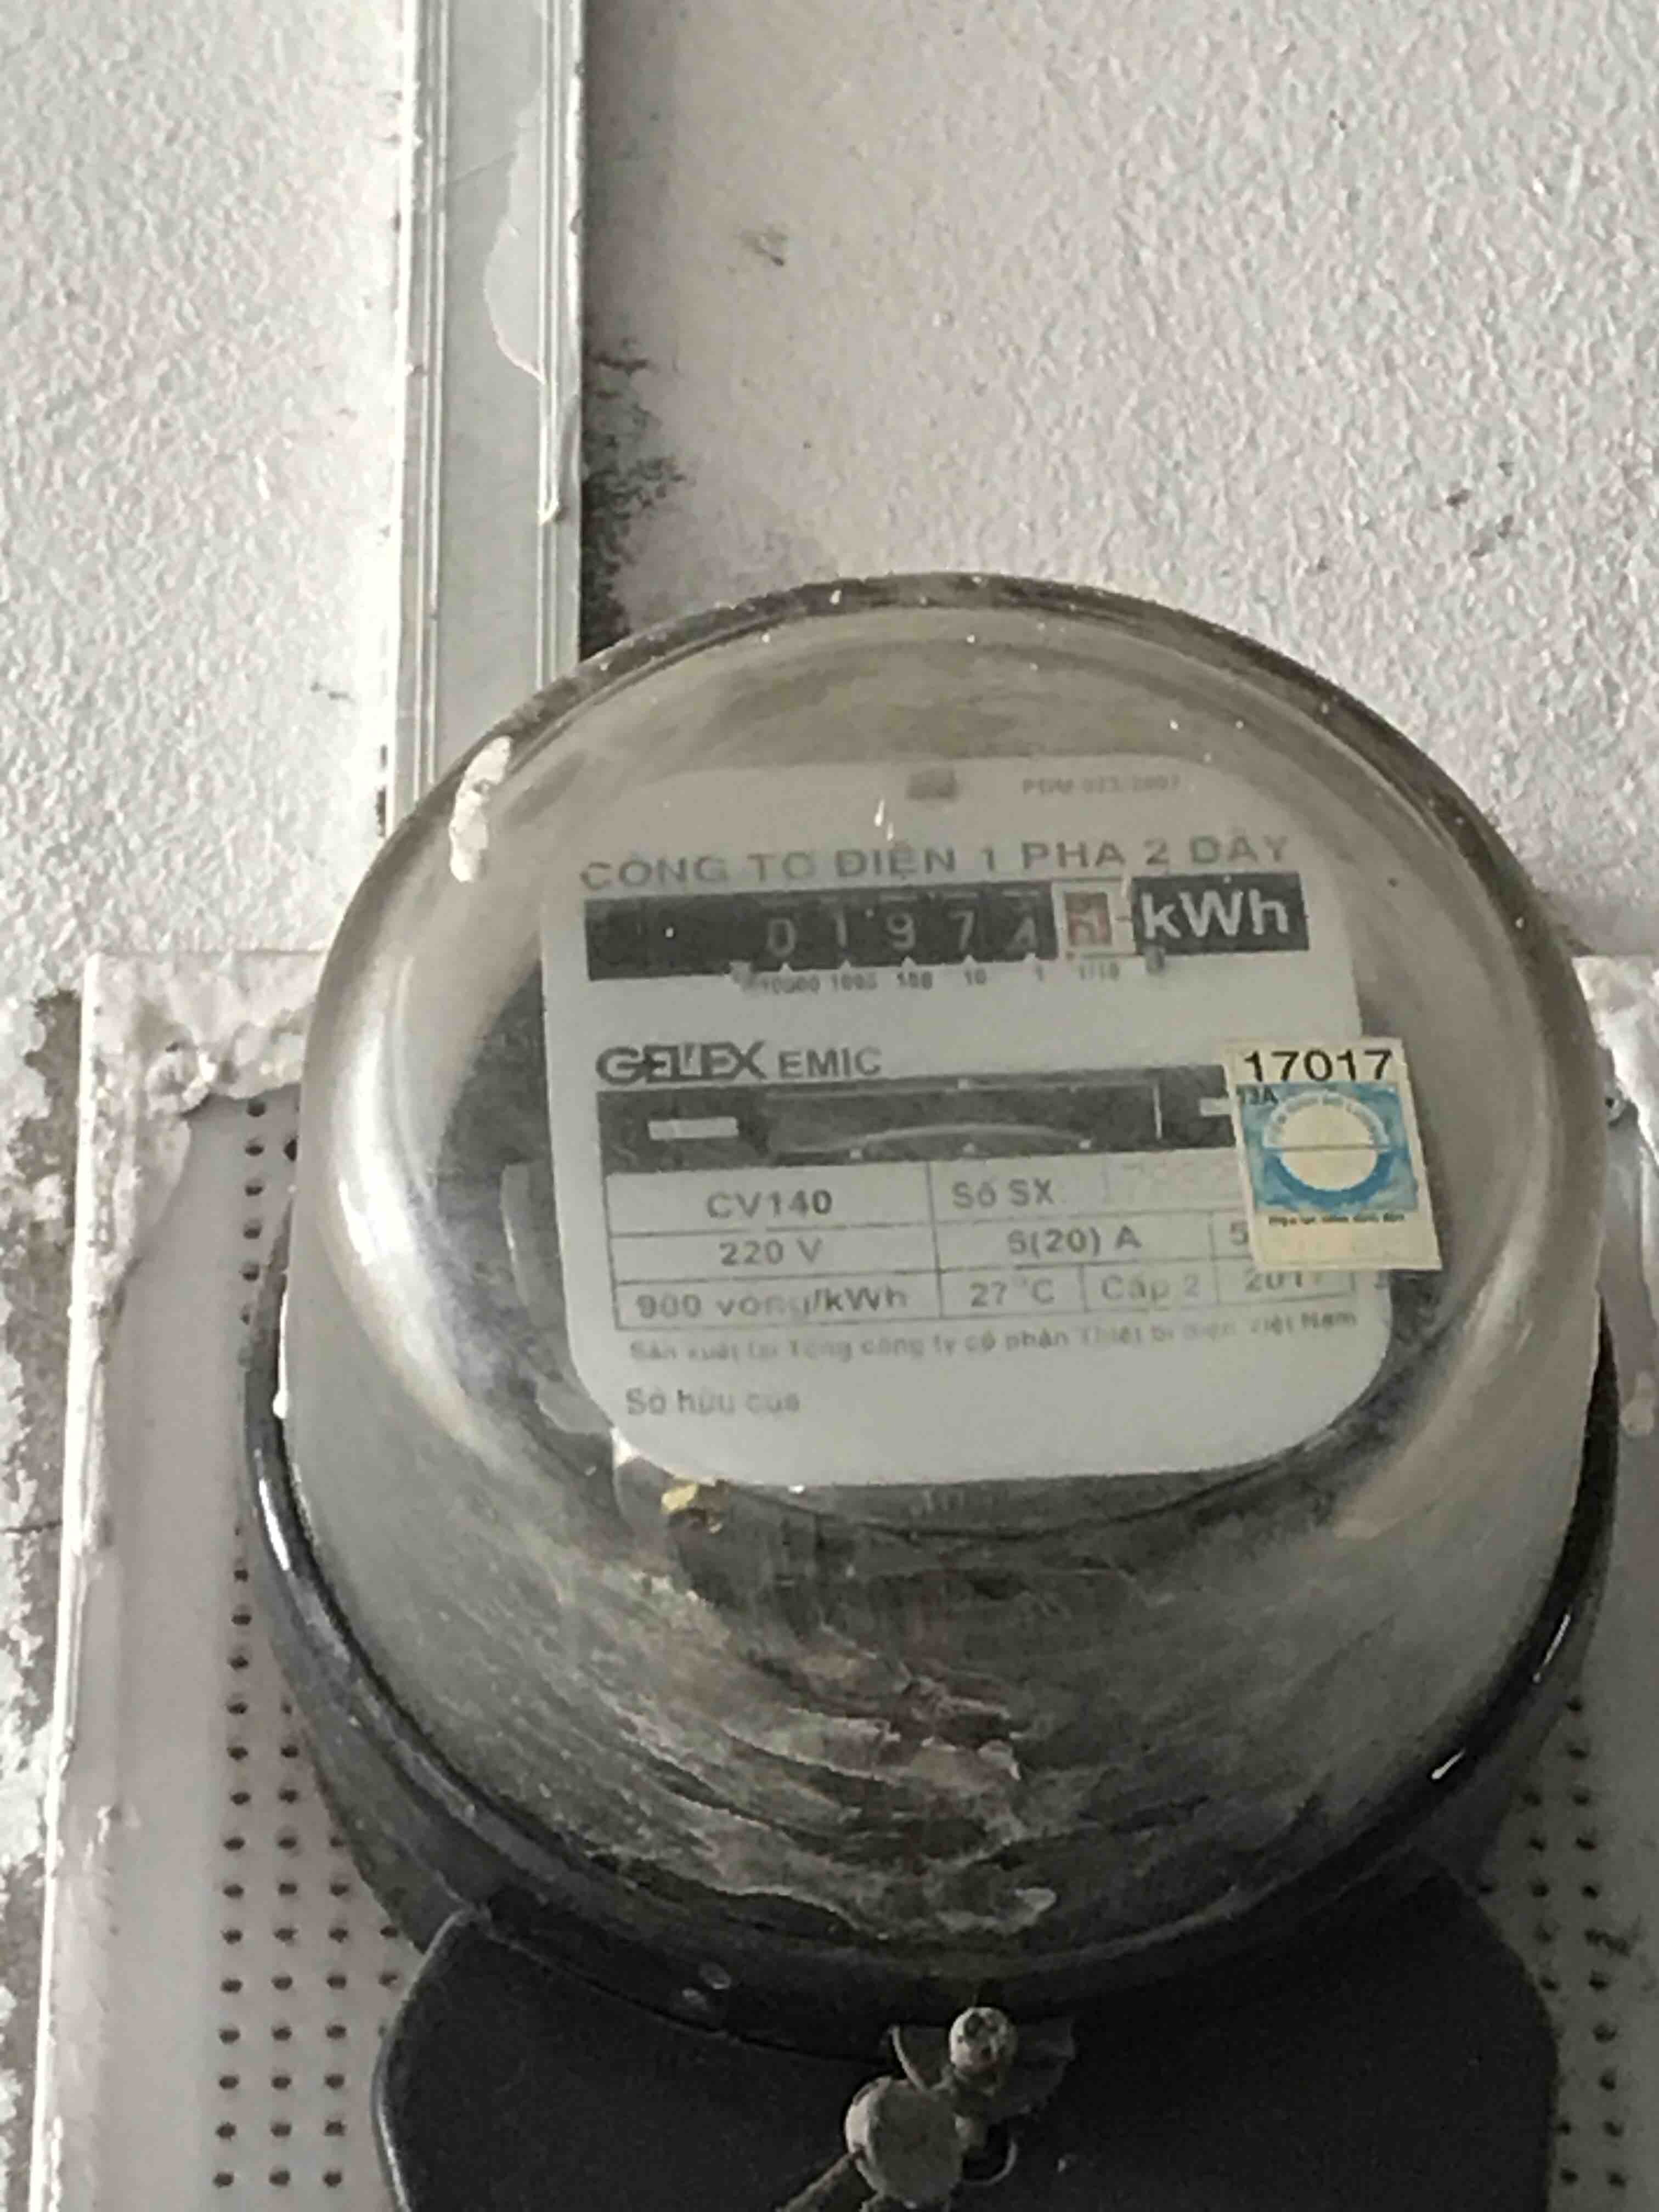 CÔNG TƠ ĐIỆN 1 PHA 2 DÂY
0 1 9 7 kWh
10000 1000 100 10 1 1/10
GELEX EMIC
17017
CV140 Số SX
220 V 5(20) A
900 vòng/kWh 27 °C Cấp 2 2017
Sản xuất tại Tổng công ty cổ phần Thiết bị điện Việt Nam
Sở hữu của